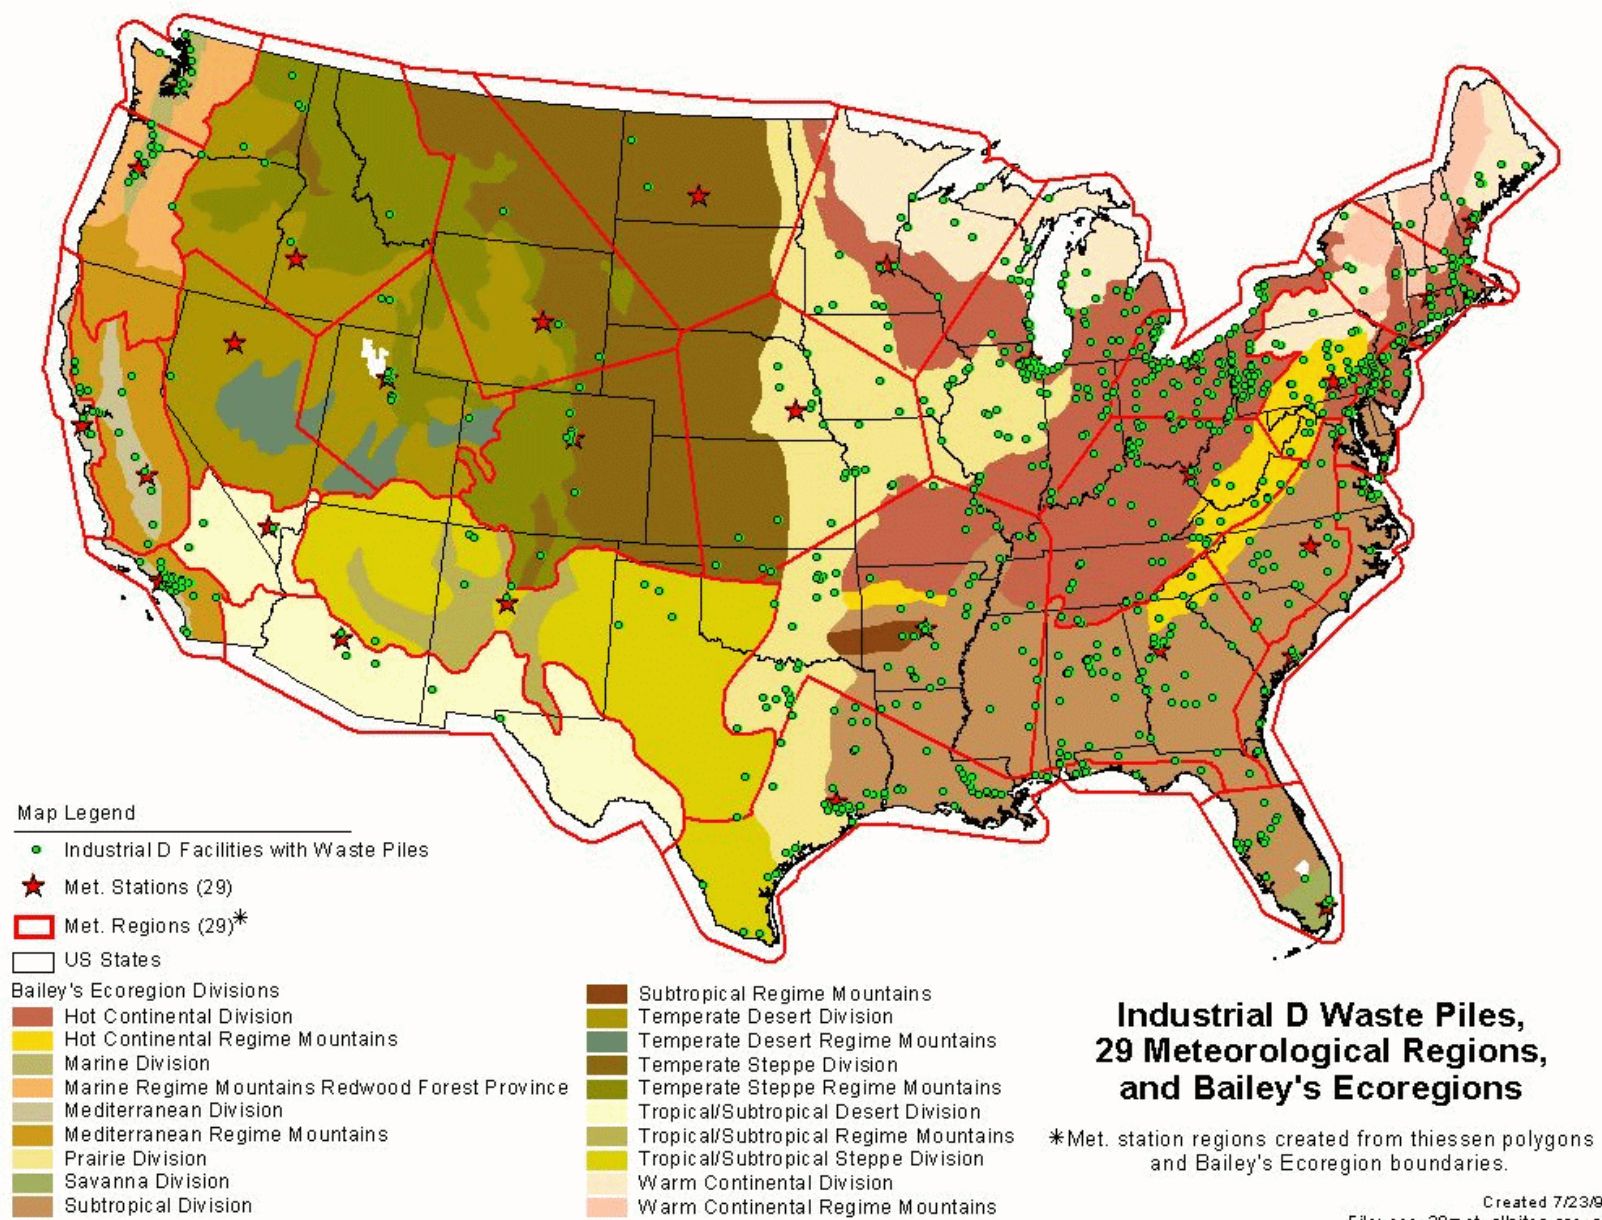 Map Legend
Industrial D Facilities with Waste Piles
Met. Stations (29)
Met. Regions (29)*
US States
Bailey's Ecoregion Divisions
Hot Continental Division
Hot Continental Regime Mountains
Marine Division
Marine Regime Mountains Redwood Forest Province
Mediterranean Division
Mediterranean Regime Mountains
Prairie Division
Savanna Division
Subtropical Division
Subtropical Regime Mountains
Temperate Desert Division
Temperate Desert Regime Mountains
Temperate Steppe Division
Temperate Steppe Regime Mountains
Tropical/Subtropical Desert Division
Tropical/Subtropical Regime Mountains
Tropical/Subtropical Steppe Division
Warm Continental Division
Warm Continental Regime Mountains
Industrial D Waste Piles,
29 Meteorological Regions,
and Bailey's Ecoregions
*Met. station regions created from thiessen polygons
and Bailey's Ecoregion boundaries.
Created 7/23/9